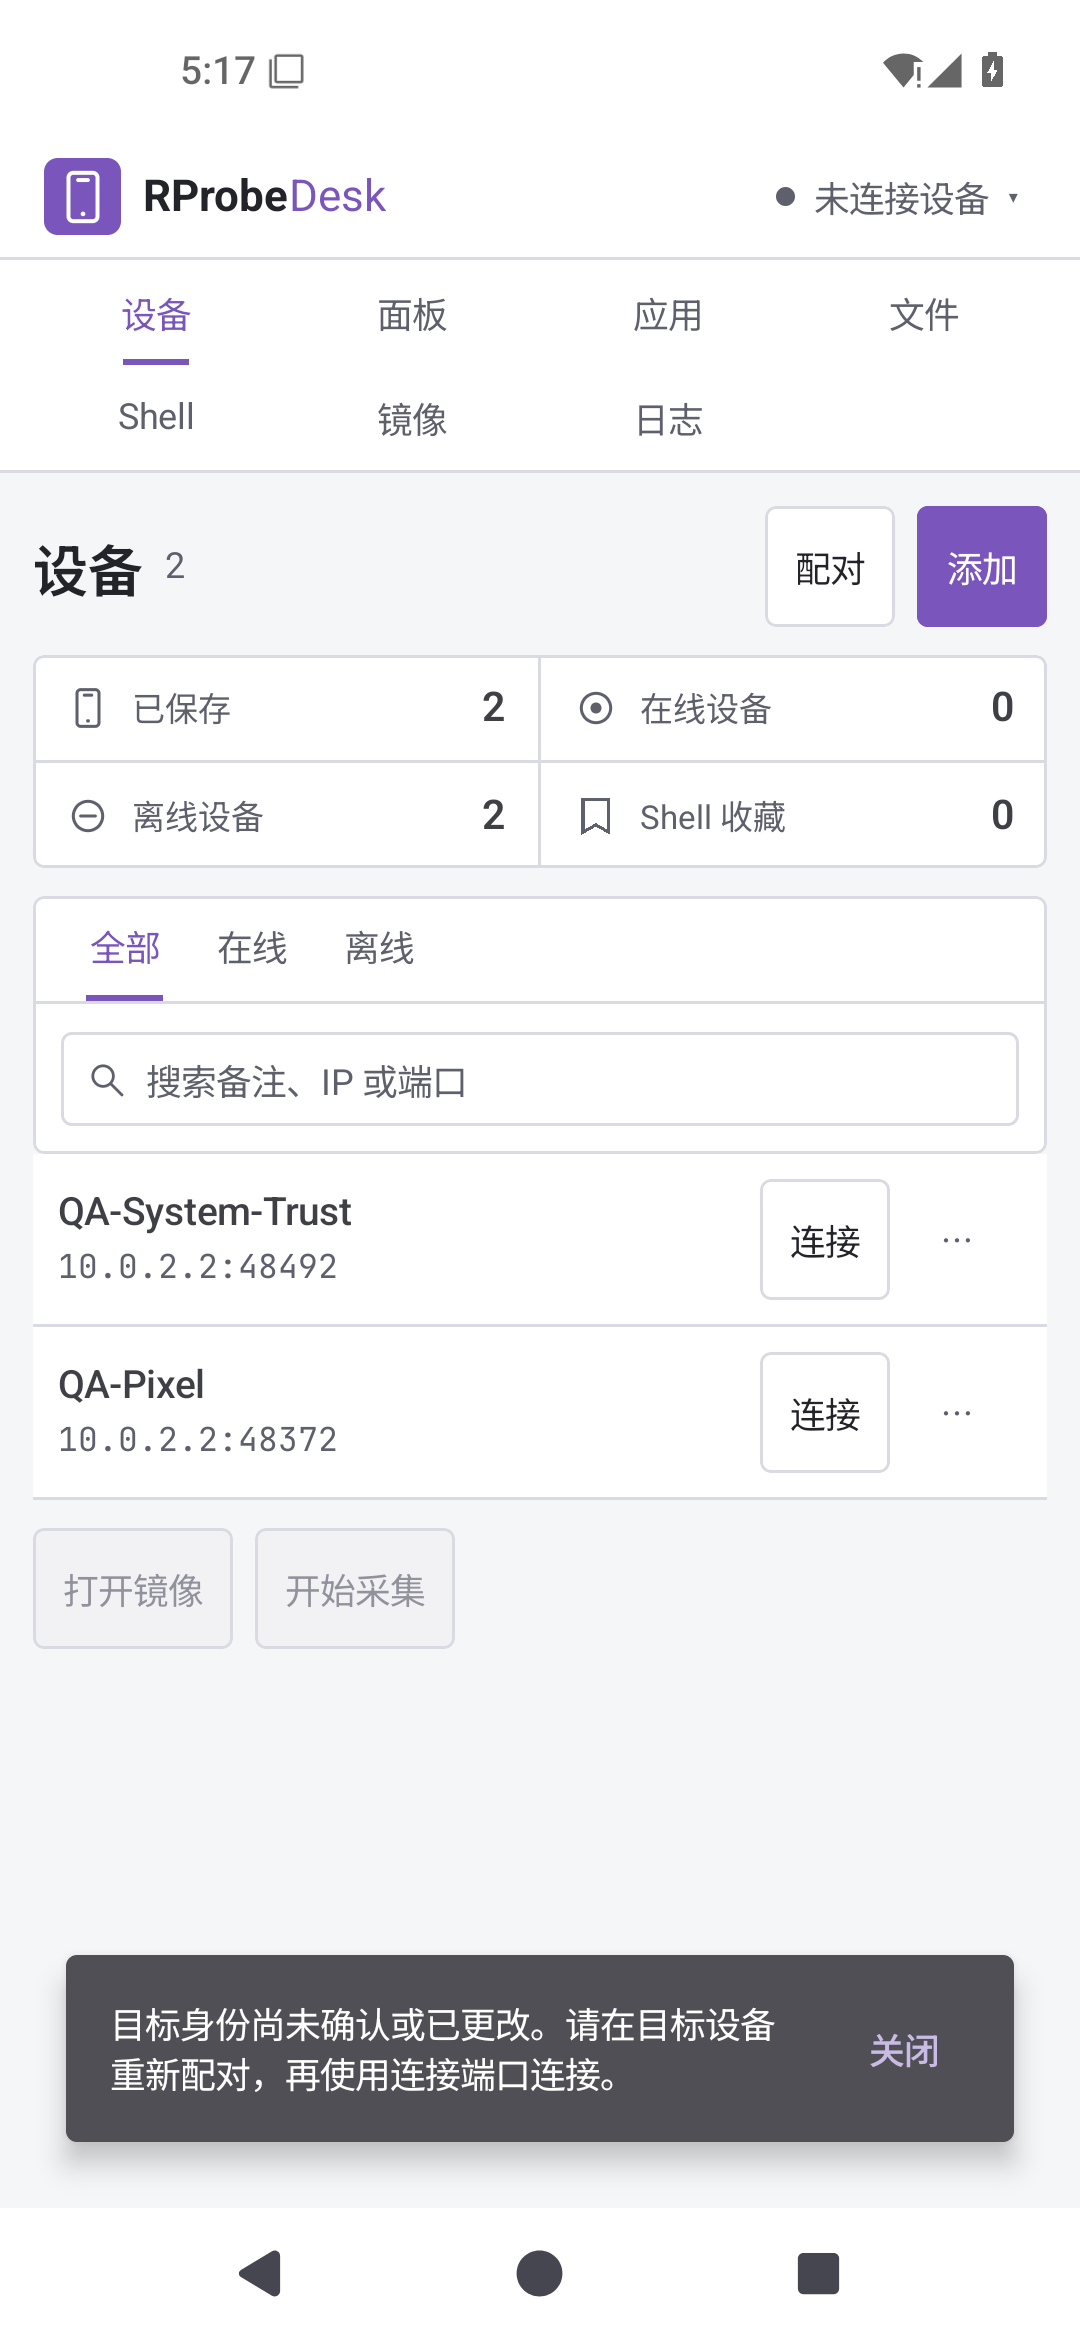 5:17
RProbeDesk
未连接设备
设备 面板 应用 文件
Shell 镜像 日志
设备 2
配对 添加
已保存 2
在线设备 0
离线设备 2
Shell 收藏 0
全部 在线 离线
搜索备注、IP 或端口
QA-System-Trust
10.0.2.2:48492
连接
QA-Pixel
10.0.2.2:48372
连接
打开镜像 开始采集
目标身份尚未确认或已更改。请在目标设备
重新配对，再使用连接端口连接。
关闭